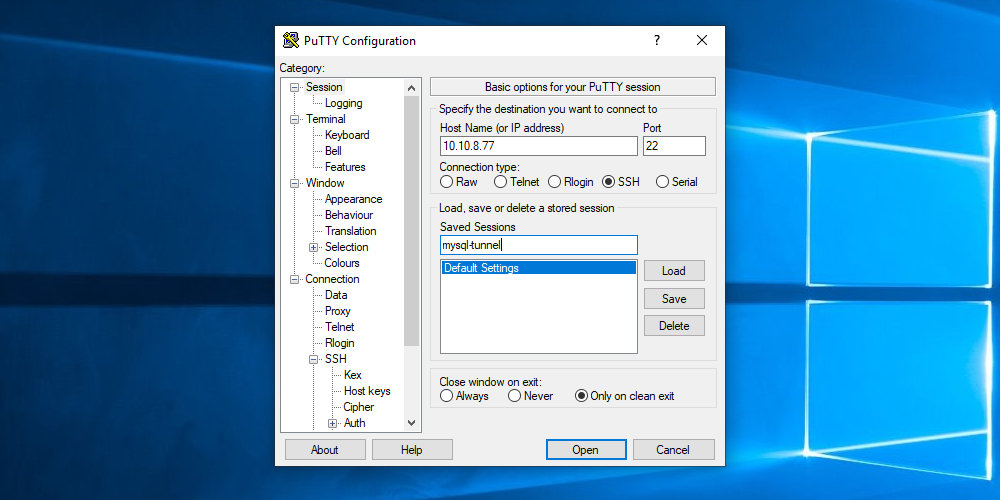 PuTTY Configuration
?
Category:
Session
Logging
Terminal
Keyboard
Bell
Features
Window
Appearance
Behaviour
Translation
Selection
Colours
Connection
Data
Proxy
Telnet
Rlogin
SSH
Kex
Host keys
Cipher
Auth
Basic options for your PuTTY session
Specify the destination you want to connect to
Host Name (or IP address) Port
10.10.8.77 22
Connection type:
Raw Telnet Rlogin SSH Serial
Load, save or delete a stored session
Saved Sessions
mysql-tunnel
Default Settings
Load
Save
Delete
Close window on exit:
Always Never Only on clean exit
About Help Open Cancel